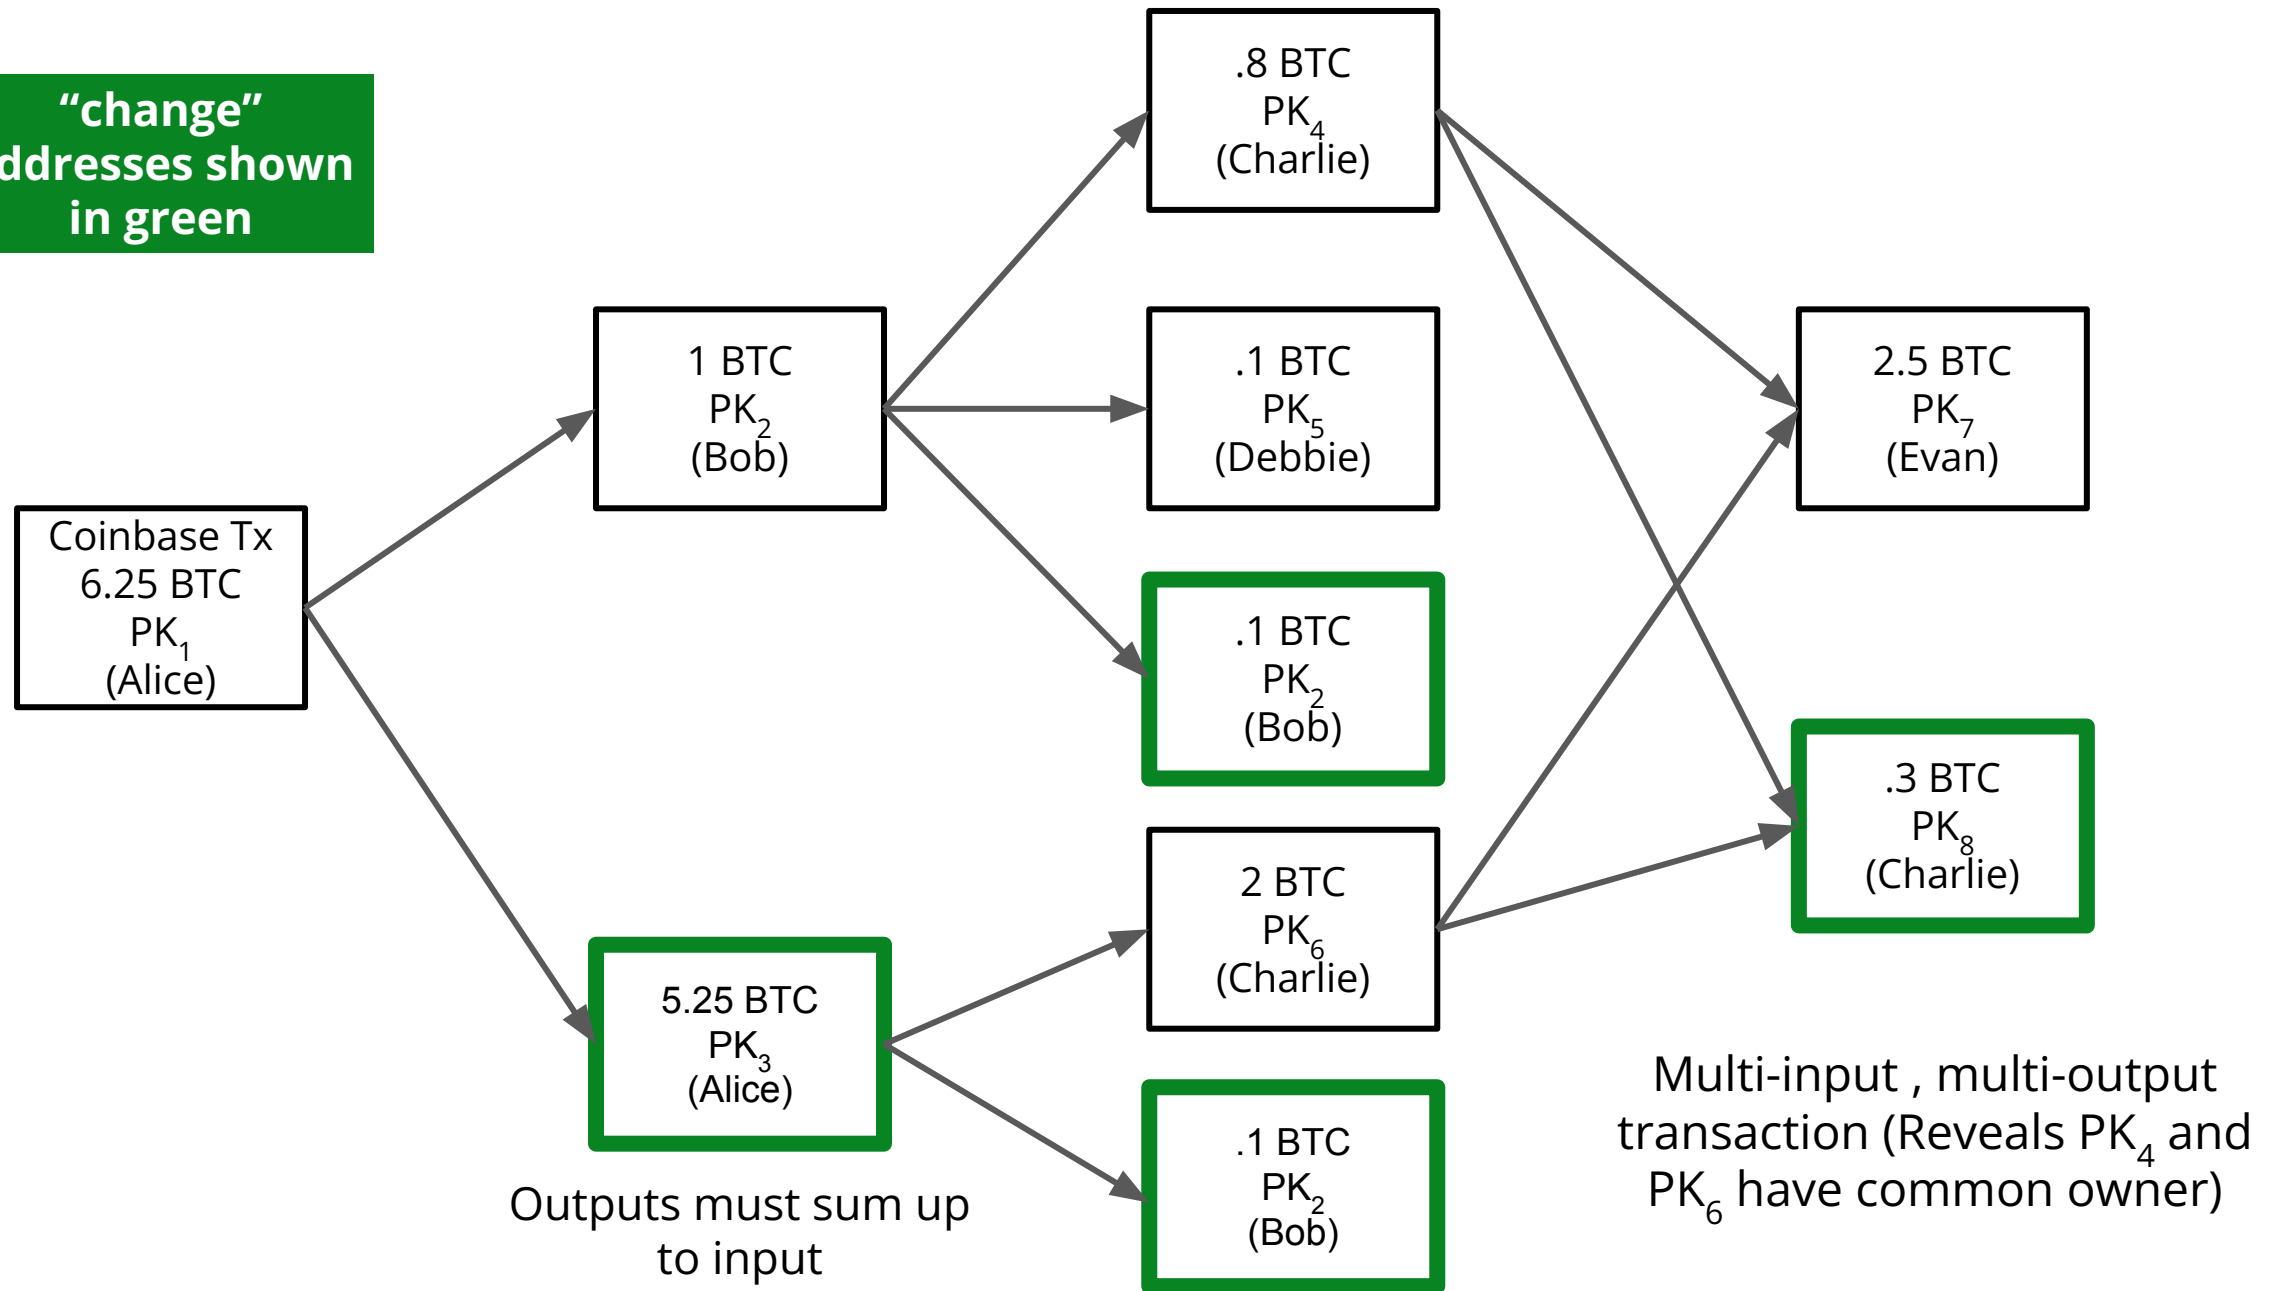 “change”
ddresses shown
in green
.8 BTC
PK4
(Charlie)
1 BTC
PK2
(Bob)
.1 BTC
PK5
(Debbie)
2.5 BTC
PK7
(Evan)
Coinbase Tx
6.25 BTC
PK1
(Alice)
.1 BTC
PK2
(Bob)
.3 BTC
PK8
(Charlie)
2 BTC
PK6
(Charlie)
5.25 BTC
PK3
(Alice)
.1 BTC
PK2
(Bob)
Outputs must sum up
to input
Multi-input , multi-output
transaction (Reveals PK4 and
PK6 have common owner)